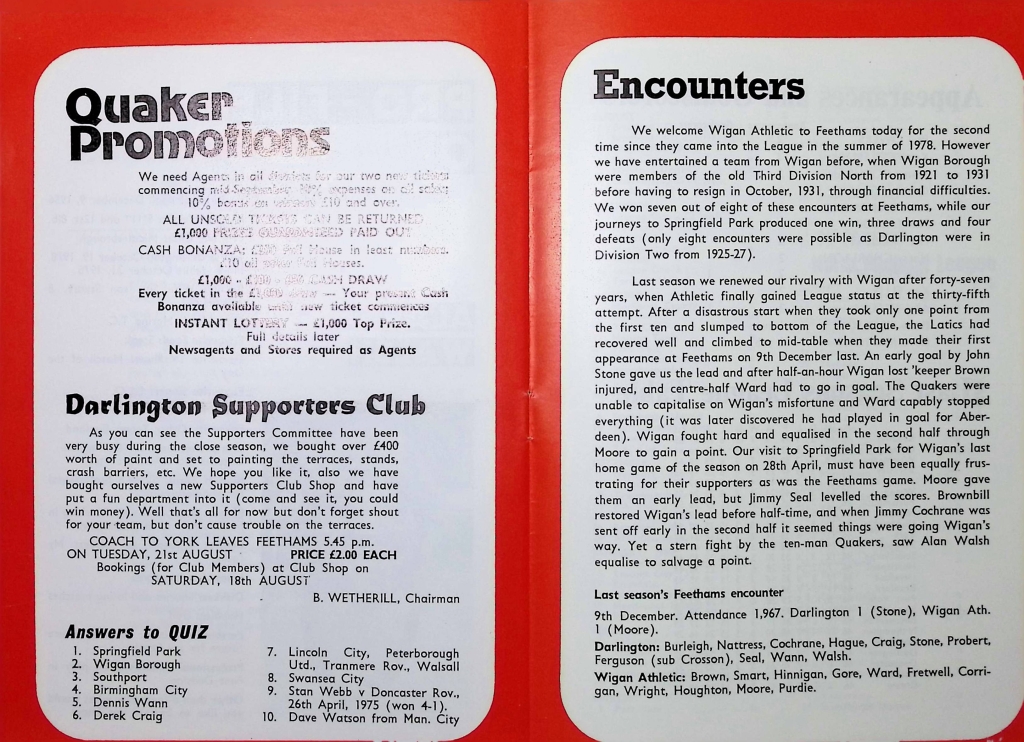 Quaker
Promotions
We need Agents in all districts for our two new tickets
commencing mid-September 10% expenses on all sales;
10% bonus on winners £10 and over.
ALL UNSOLD TICKETS CAN BE RETURNED
£1,000 PRIZES GUARANTEED PAID OUT
CASH BONANZA; Full House in least numbers.
£10 all Full Houses.
£1,000 - CASH DRAW
Every ticket in the £1,000 draw — Your present Cash
Bonanza available until new ticket commences
INSTANT LOTTERY — £1,000 Top Prize.
Full details later
Newsagents and Stores required as Agents
Darlington Supporters Club
As you can see the Supporters Committee have been
very busy during the close season, we bought over £400
worth of paint and set to painting the terraces, stands,
crash barriers, etc. We hope you like it, also we have
bought ourselves a new Supporters Club Shop and have
put a fun department into it (come and see it, you could
win money). Well that's all for now but don't forget shout
for your team, but don't cause trouble on the terraces.
COACH TO YORK LEAVES FEETHAMS 5.45 p.m.
ON TUESDAY, 21st AUGUST PRICE £2.00 EACH
Bookings (for Club Members) at Club Shop on
SATURDAY, 18th AUGUST
B. WETHERILL, Chairman
Answers to QUIZ
1. Springfield Park
2. Wigan Borough
3. Southport
4. Birmingham City
5. Dennis Wann
6. Derek Craig
7. Lincoln City, Peterborough
Utd., Tranmere Rov., Walsall
8. Swansea City
9. Stan Webb v Doncaster Rov.,
26th April, 1975 (won 4-1).
10. Dave Watson from Man. City
Encounters
We welcome Wigan Athletic to Feethams today for the second
time since they came into the League in the summer of 1978. However
we have entertained a team from Wigan before, when Wigan Borough
were members of the old Third Division North from 1921 to 1931
before having to resign in October, 1931, through financial difficulties.
We won seven out of eight of these encounters at Feethams, while our
journeys to Springfield Park produced one win, three draws and four
defeats (only eight encounters were possible as Darlington were in
Division Two from 1925-27).
Last season we renewed our rivalry with Wigan after forty-seven
years, when Athletic finally gained League status at the thirty-fifth
attempt. After a disastrous start when they took only one point from
the first ten and slumped to bottom of the League, the Latics had
recovered well and climbed to mid-table when they made their first
appearance at Feethams on 9th December last. An early goal by John
Stone gave us the lead and after half-an-hour Wigan lost 'keeper Brown
injured, and centre-half Ward had to go in goal. The Quakers were
unable to capitalise on Wigan's misfortune and Ward capably stopped
everything (it was later discovered he had played in goal for Aber-
deen). Wigan fought hard and equalised in the second half through
Moore to gain a point. Our visit to Springfield Park for Wigan's last
home game of the season on 28th April, must have been equally frus-
trating for their supporters as was the Feethams game. Moore gave
them an early lead, but Jimmy Seal levelled the scores. Brownbill
restored Wigan's lead before half-time, and when Jimmy Cochrane was
sent off early in the second half it seemed things were going Wigan's
way. Yet a stern fight by the ten-man Quakers, saw Alan Walsh
equalise to salvage a point.
Last season's Feethams encounter
9th December. Attendance 1,967. Darlington 1 (Stone), Wigan Ath.
1 (Moore).
Darlington: Burleigh, Nattress, Cochrane, Hague, Craig, Stone, Probert,
Ferguson (sub Crosson), Seal, Wann, Walsh.
Wigan Athletic: Brown, Smart, Hinnigan, Gore, Ward, Fretwell, Corri-
gan, Wright, Houghton, Moore, Purdie.